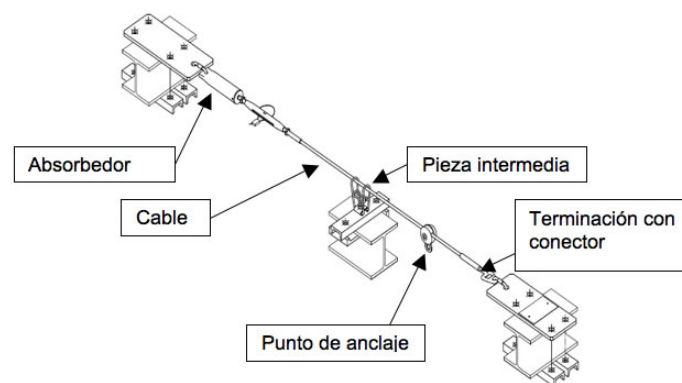 Absorbedor
Pieza intermedia
Cable
Terminación con
conector
Punto de anclaje